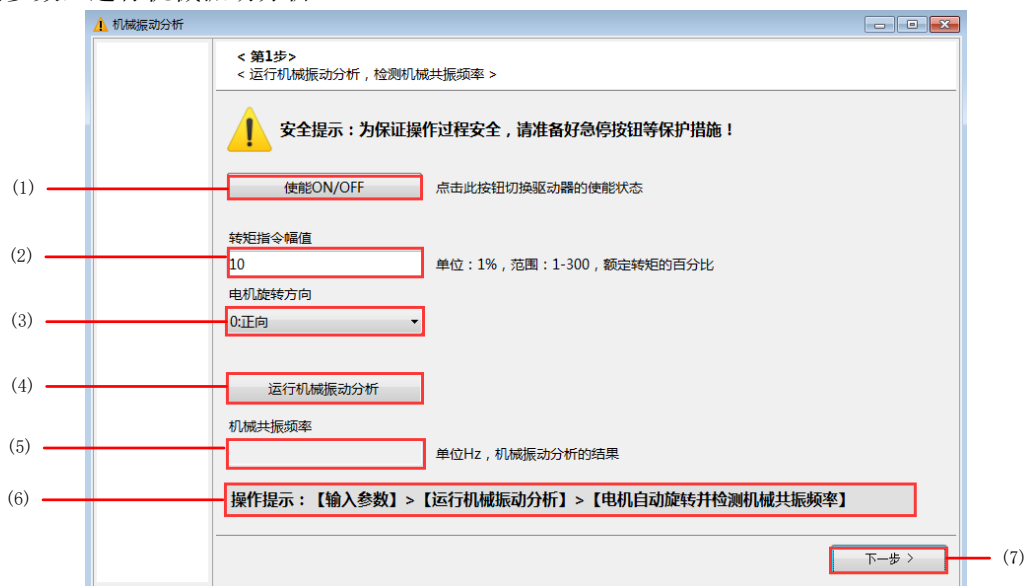 机械振动分析
< 第1步>
< 运行机械振动分析，检测机械共振频率 >
安全提示：为保证操作过程安全，请准备好急停按钮等保护措施！
(1)
使能ON/OFF
点击此按钮切换驱动器的使能状态
转矩指令幅值
(2)
10
单位：1%，范围：1-300，额定转矩的百分比
电机旋转方向
(3)
0:正向
(4)
运行机械振动分析
机械共振频率
(5)
单位Hz，机械振动分析的结果
(6)
操作提示：【输入参数】>【运行机械振动分析】>【电机自动旋转并检测机械共振频率】
下一步 >
(7)